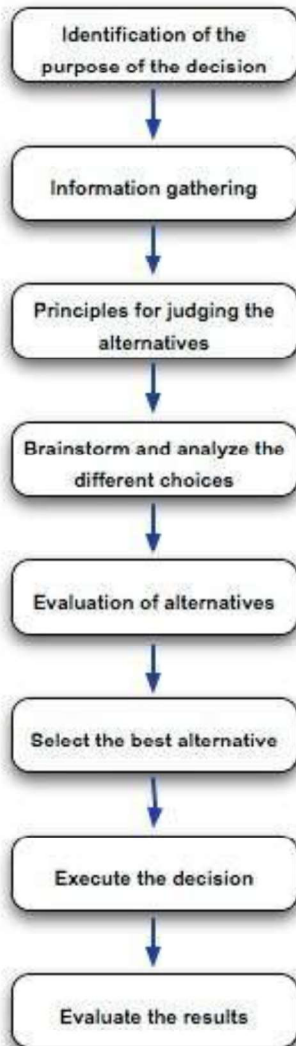 Identification of the
purpose of the decision
Information gathering
Principles for judging the
alternatives
Brainstorm and analyze the
different choices
Evaluation of alternatives
Select the best alternative
Execute the decision
Evaluate the results